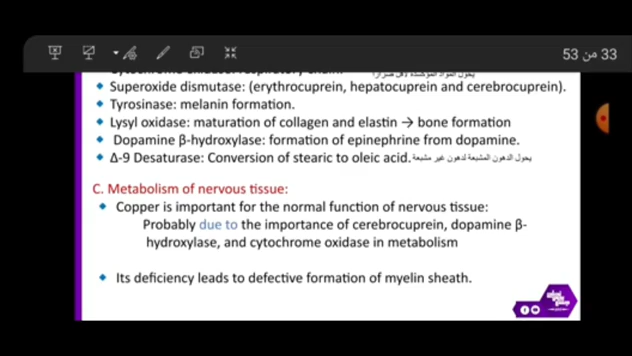 33 من 53
Cytochrome oxidase: respiratory chain.
Superoxide dismutase: (erythrocuprein, hepatocuprein and cerebrocuprein).
Tyrosinase: melanin formation.
Lysyl oxidase: maturation of collagen and elastin → bone formation
Dopamine β-hydroxylase: formation of epinephrine from dopamine.
Δ-9 Desaturase: Conversion of stearic to oleic acid. يحول الدهون المشبعة لدهون غير مشبعة
C. Metabolism of nervous tissue:
Copper is important for the normal function of nervous tissue:
Probably due to the importance of cerebrocuprein, dopamine β-
hydroxylase, and cytochrome oxidase in metabolism
Its deficiency leads to defective formation of myelin sheath.